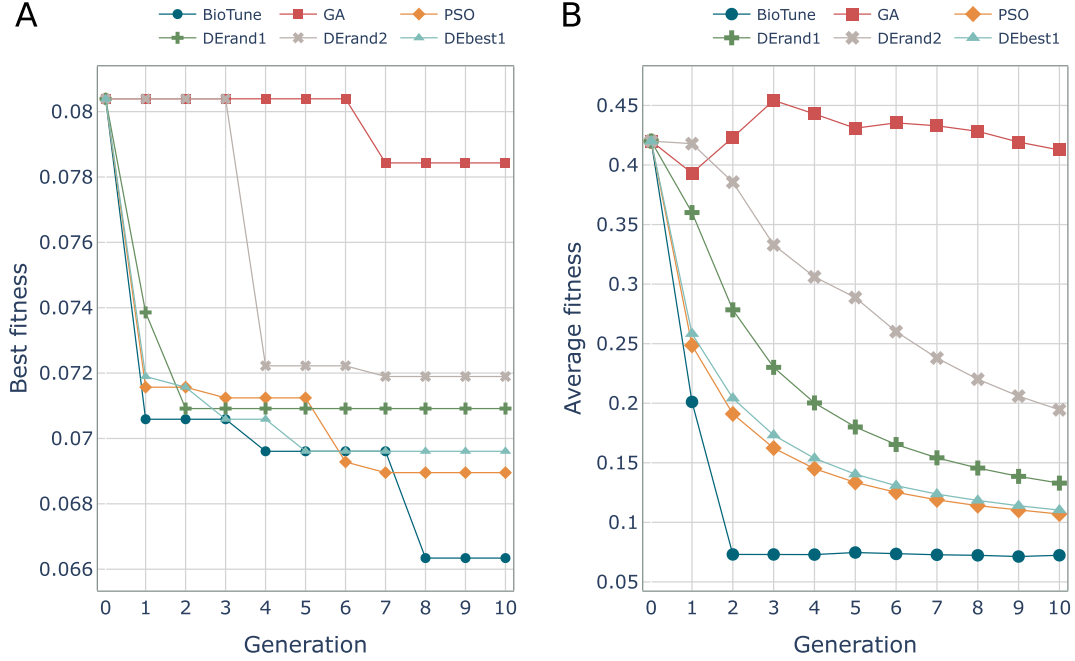 A
BioTune GA PSO
DErand1 DErand2 DEbest1
0.08
0.078
0.076
0.074
0.072
0.07
0.068
0.066
Best fitness
0 1 2 3 4 5 6 7 8 9 10
Generation
B
BioTune GA PSO
DErand1 DErand2 DEbest1
0.45
0.4
0.35
0.3
0.25
0.2
0.15
0.1
0.05
Average fitness
0 1 2 3 4 5 6 7 8 9 10
Generation